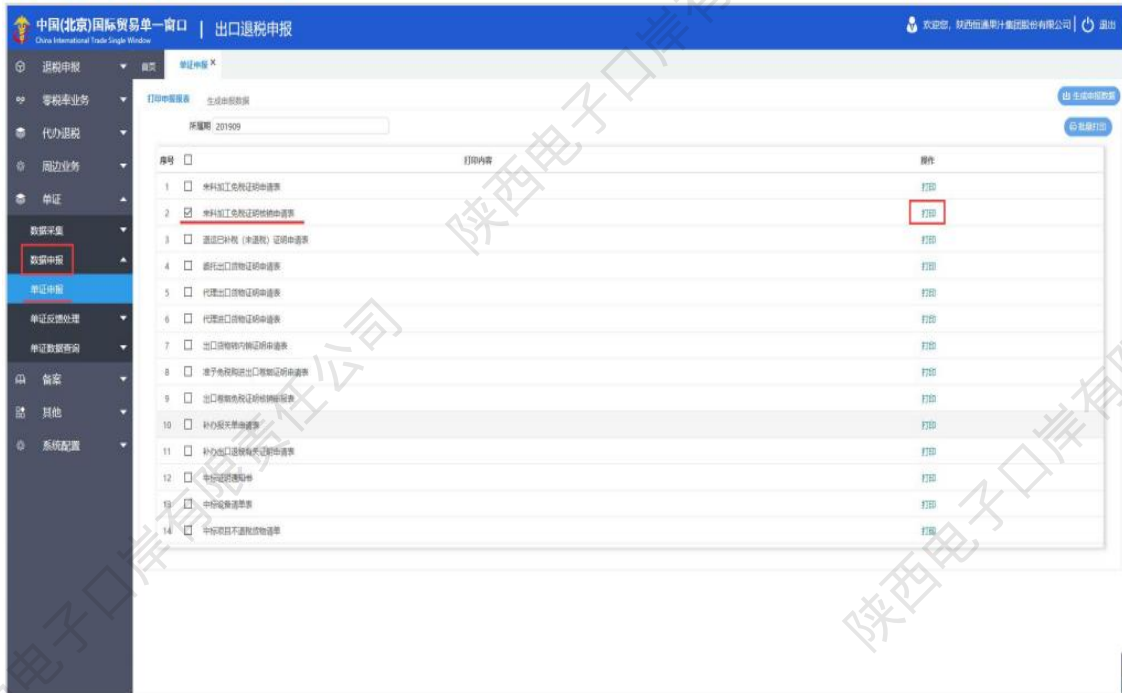 中国(北京)国际贸易单一窗口 | 出口退税申报
China International Trade Single Window
欢迎您，陕西恒通果汁集团股份有限公司 | 退出
退税申报
首页
单证申报 X
零税率业务
打印申报报表
生成申报数据
生成申报数据
代办退税
所属期 201909
批量打印
周边业务
序号
打印内容
操作
单证
1 来料加工免税证明申请表 打印
数据采集
2 来料加工免税证明核销申请表 打印
3 退运已补税（未退税）证明申请表 打印
数据申报
4 委托出口货物证明申请表 打印
单证申报
5 代理出口货物证明申请表 打印
单证反馈处理
6 代理进口货物证明申请表 打印
单证数据查询
7 出口货物转内销证明申请表 打印
备案
8 准予免税购进出口卷烟证明申请表 打印
9 出口卷烟免税证明核销申报表 打印
其他
10 补办报关单申请表 打印
系统配置
11 补办出口退税有关证明申请表 打印
12 中标证明通知书 打印
13 中标设备清单表 打印
14 中标项目不退税货物清单 打印
陕西电
陕西电子口岸有限
岸有限责任公司
电子口